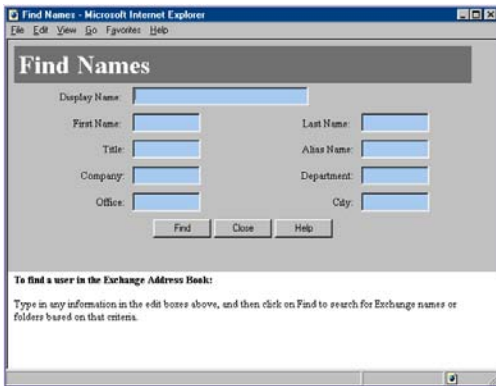 Find Names - Microsoft Internet Explorer
File Edit View Go Favorites Help
Find Names
Display Name:
First Name: Last Name:
Title: Alias Name:
Company: Department:
Office: City:
Find Close Help
To find a user in the Exchange Address Book:
Type in any information in the edit boxes above, and then click on Find to search for Exchange names or
folders based on that criteria.